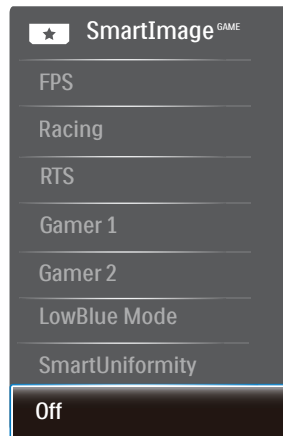 SmartImage GAME
FPS
Racing
RTS
Gamer 1
Gamer 2
LowBlue Mode
SmartUniformity
Off